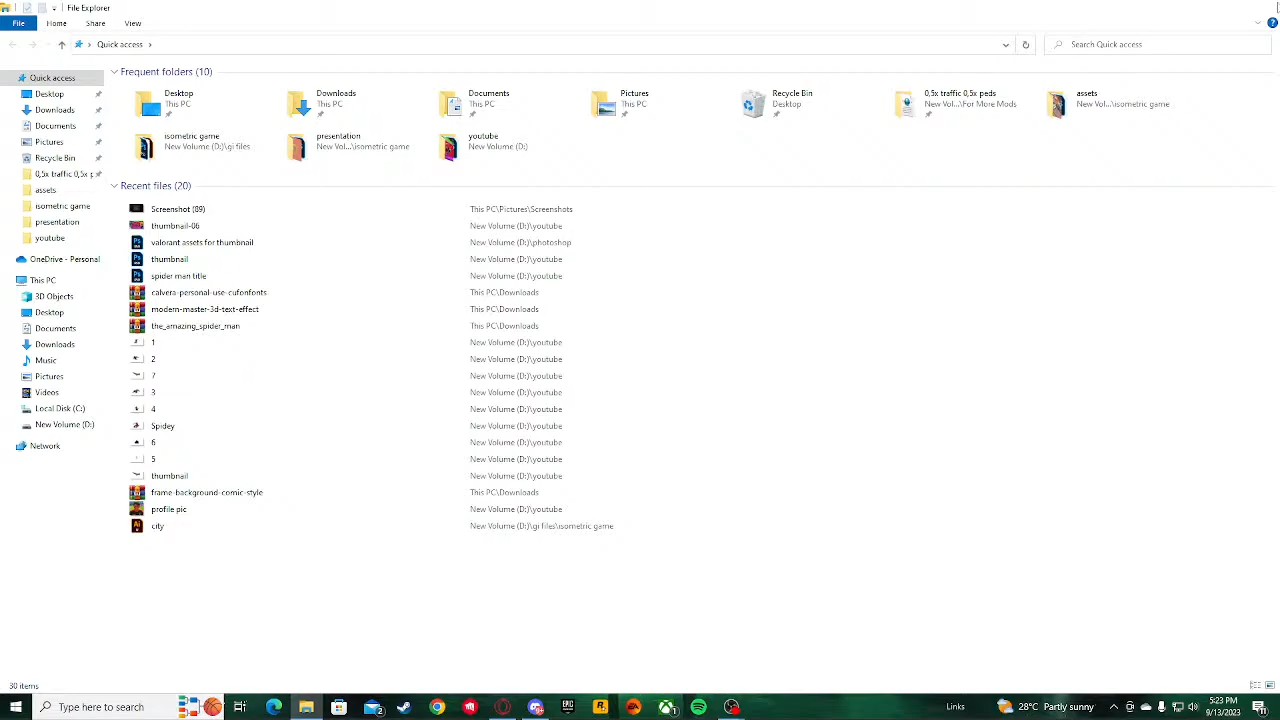 File Explorer
File Home Share View
Quick access
Search Quick access
Quick access
Desktop
Downloads
Documents
Pictures
Recycle Bin
0,5x traffic 0,5x p
assets
isometric game
presentation
youtube
OneDrive - Personal
This PC
3D Objects
Desktop
Documents
Downloads
Music
Pictures
Videos
Local Disk (C:)
New Volume (D:)
Network
Frequent folders (10)
Desktop
This PC
Downloads
This PC
Documents
This PC
Pictures
This PC
Recycle Bin
Desktop
0,5x traffic 0,5x peds
New Vol...\For More Mods
assets
New Vol...\isometric game
isometric game
New Volume (D:)\gi files
presentation
New Vol...\isometric game
youtube
New Volume (D:)
Recent files (20)
Screenshot (89) This PC\Pictures\Screenshots
thumbnail-06 New Volume (D:)\youtube
valorant assets for thumbnail New Volume (D:)\photoshop
thumbnail New Volume (D:)\youtube
spider man title New Volume (D:)\youtube
calvera-personal-use-cufonfonts This PC\Downloads
modern-master-3d-text-effect This PC\Downloads
the_amazing_spider_man This PC\Downloads
1 New Volume (D:)\youtube
2 New Volume (D:)\youtube
7 New Volume (D:)\youtube
3 New Volume (D:)\youtube
4 New Volume (D:)\youtube
Spidey New Volume (D:)\youtube
6 New Volume (D:)\youtube
5 New Volume (D:)\youtube
thumbnail New Volume (D:)\youtube
frame-background-comic-style This PC\Downloads
profile pic New Volume (D:)\youtube
city New Volume (D:)\gi files\isometric game
30 items
Type here to search
Links
28°C Partly sunny
5:23 PM
9/13/2023